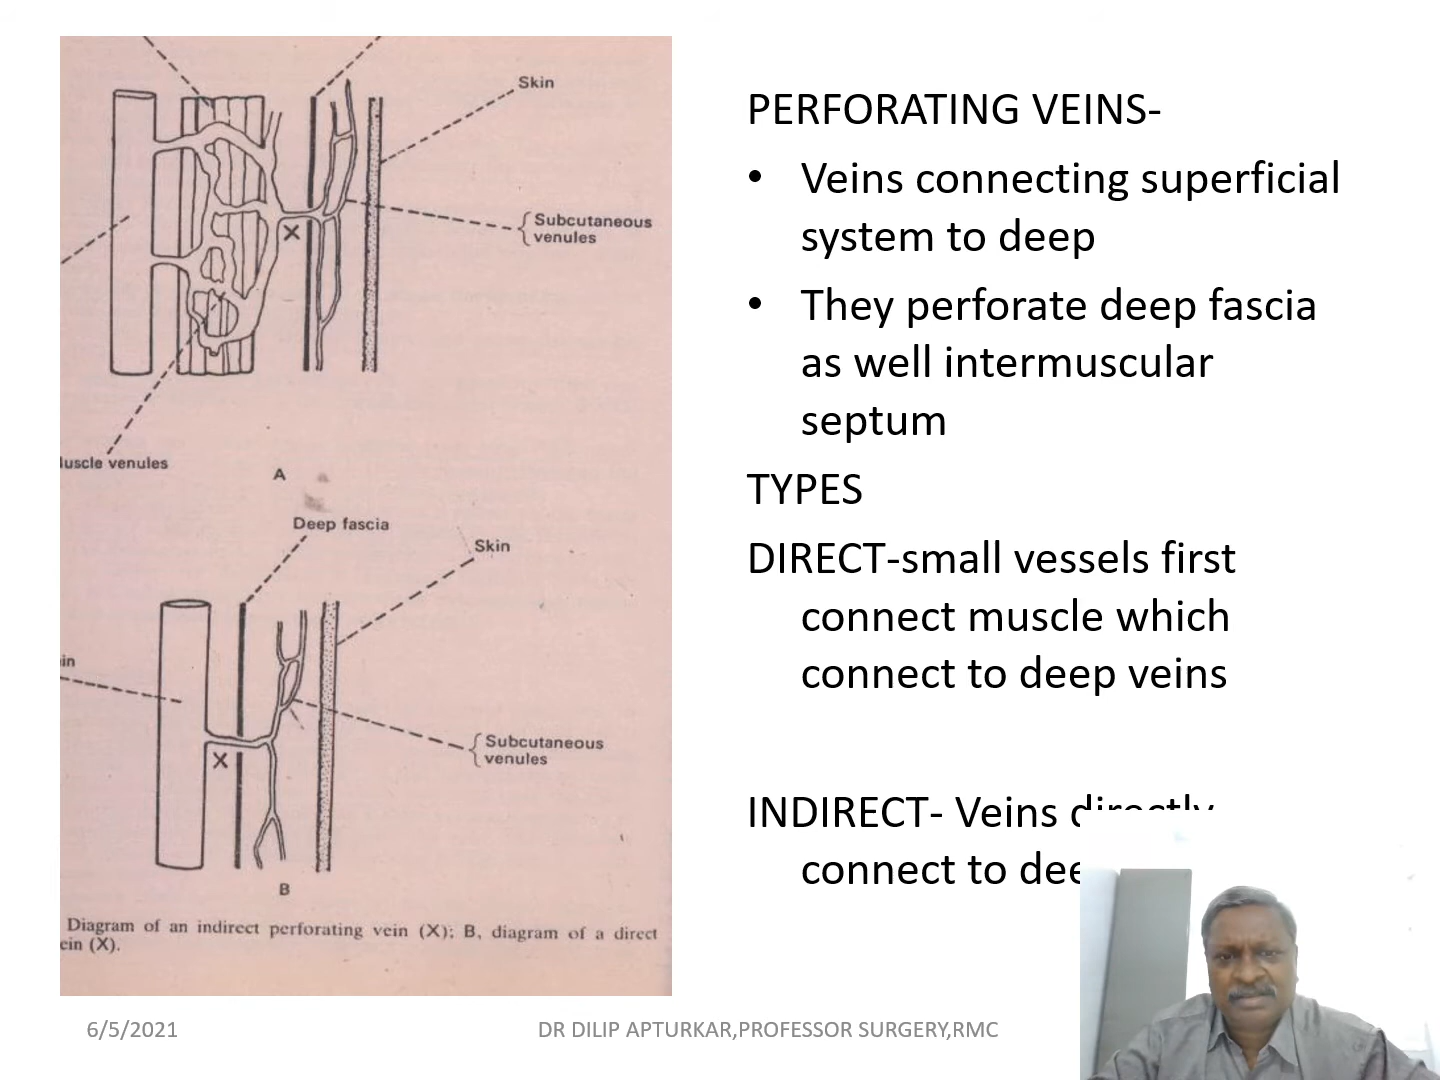 Skin
Subcutaneous
venules
X
uscle venules
A
Deep fascia
Skin
in
Subcutaneous
venules
X
B
Diagram of an indirect perforating vein (X); B, diagram of a direct
ein (X).
PERFORATING VEINS-
• Veins connecting superficial
system to deep
• They perforate deep fascia
as well intermuscular
septum
TYPES
DIRECT-small vessels first
connect muscle which
connect to deep veins
INDIRECT- Veins directly
connect to dee
6/5/2021
DR DILIP APTURKAR,PROFESSOR SURGERY,RMC